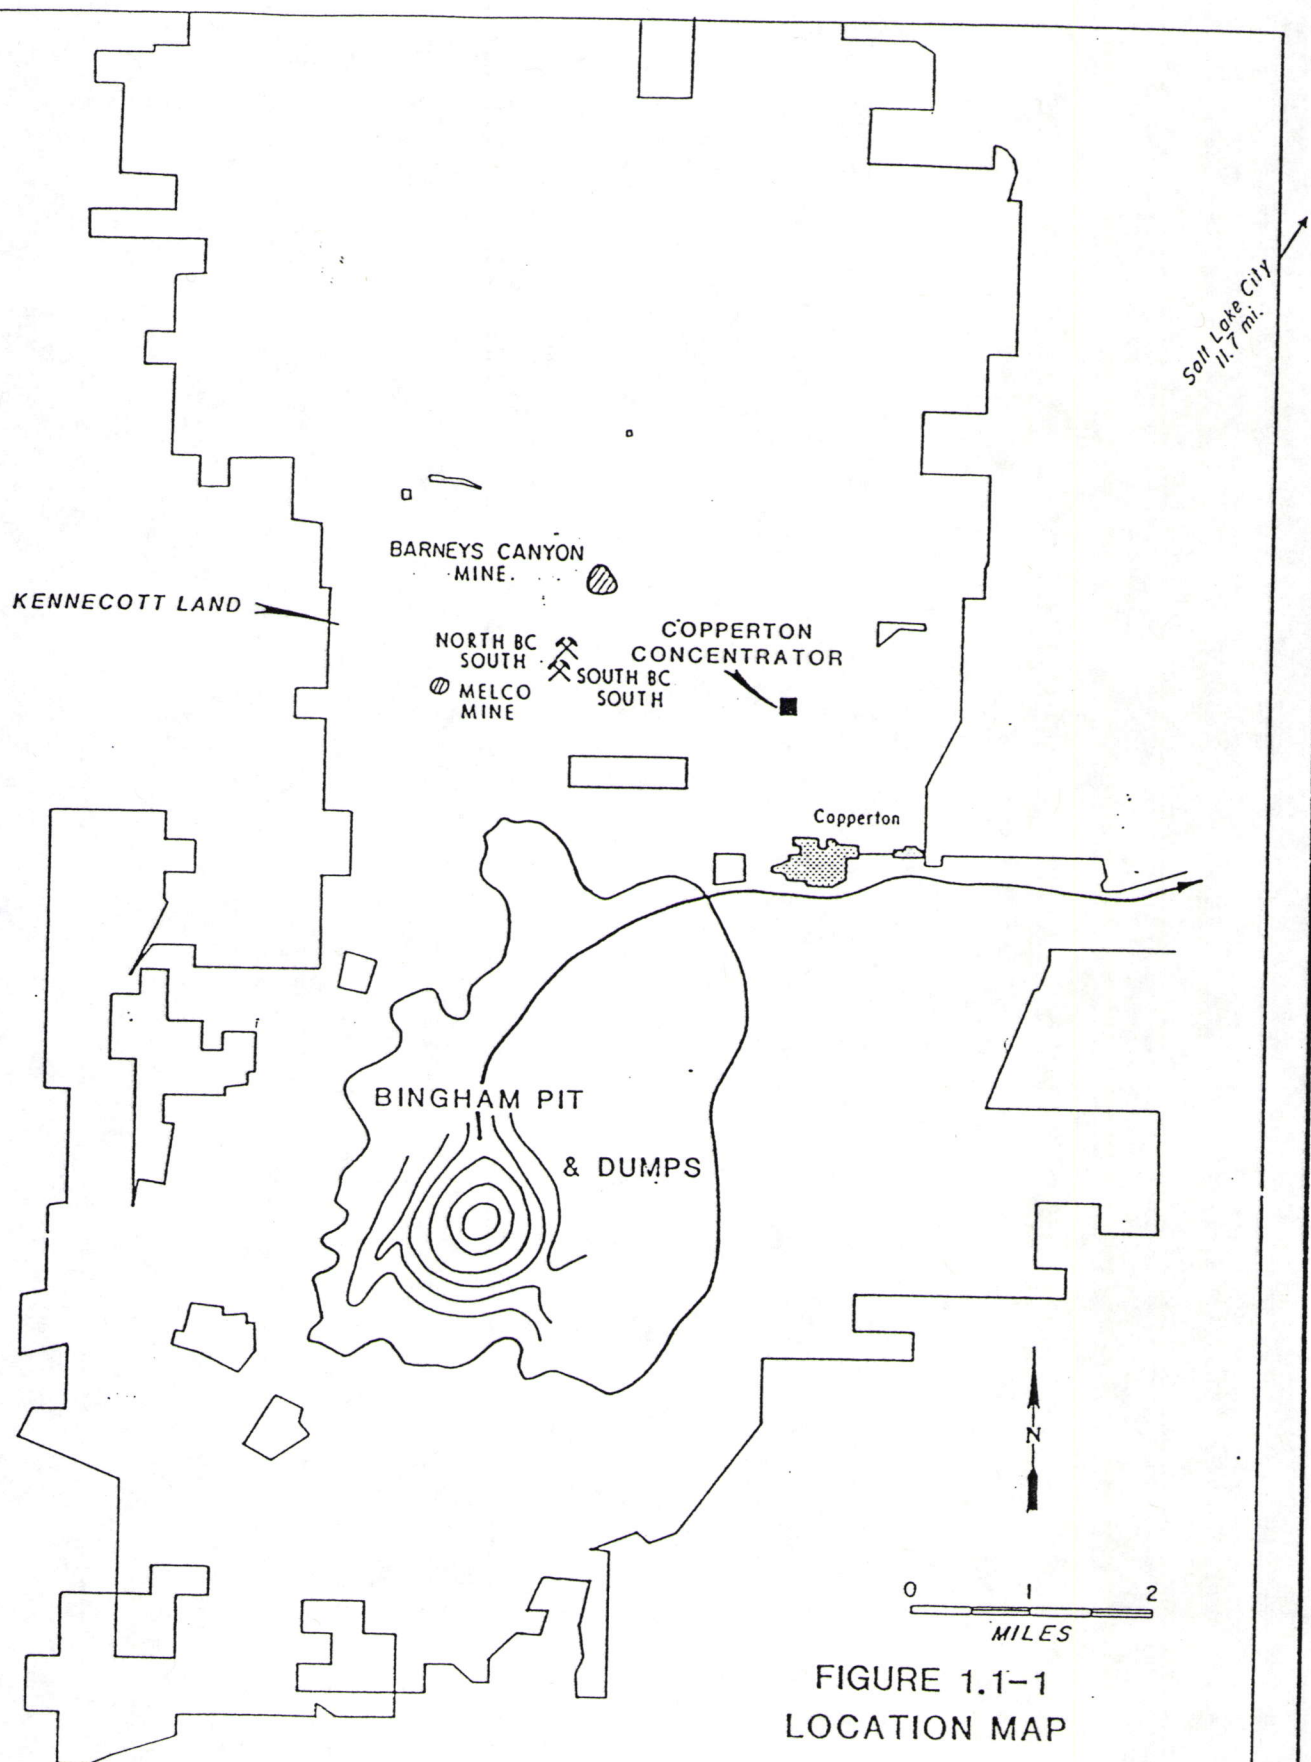 Salt Lake City
11.7 mi.
BARNEYS CANYON
MINE
KENNECOTT LAND
NORTH BC
SOUTH
COPPERTON
CONCENTRATOR
SOUTH BC
SOUTH
MELCO
MINE
Copperton
BINGHAM PIT
& DUMPS
N
0 1 2
MILES
FIGURE 1.1-1
LOCATION MAP